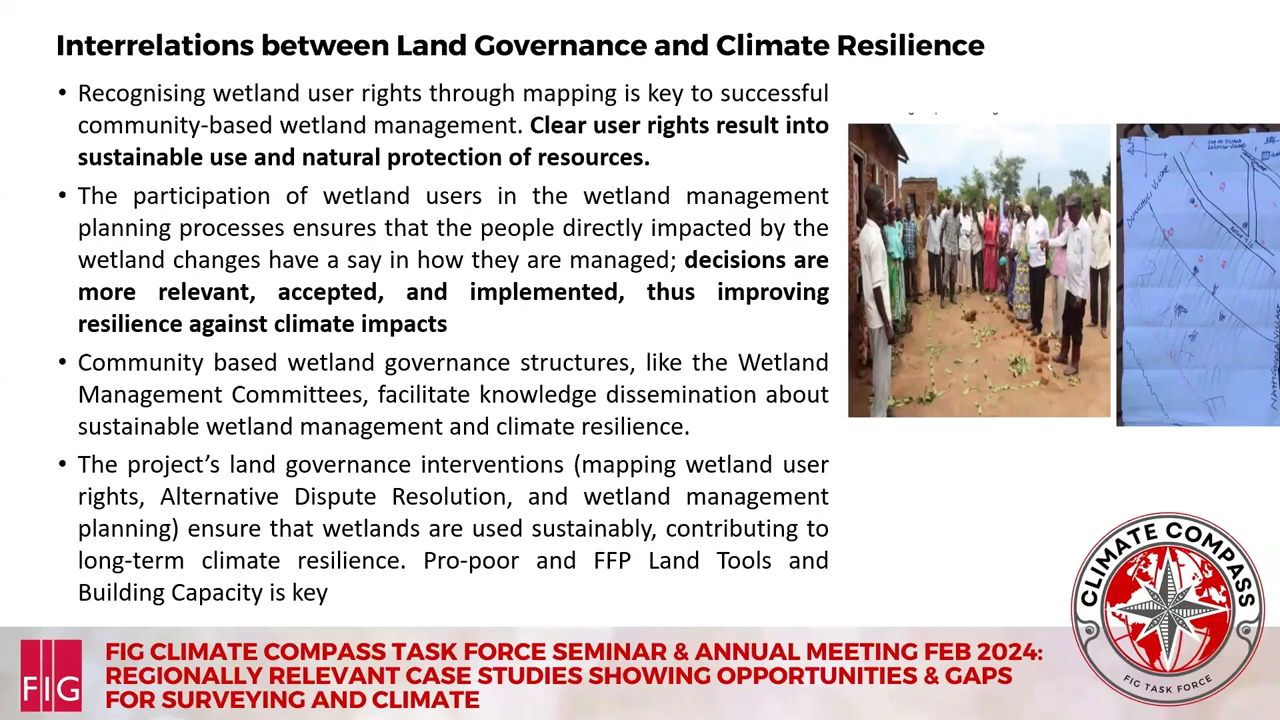 Interrelations between Land Governance and Climate Resilience
• Recognising wetland user rights through mapping is key to successful
community-based wetland management. Clear user rights result into
sustainable use and natural protection of resources.
• The participation of wetland users in the wetland management
planning processes ensures that the people directly impacted by the
wetland changes have a say in how they are managed; decisions are
more relevant, accepted, and implemented, thus improving
resilience against climate impacts
• Community based wetland governance structures, like the Wetland
Management Committees, facilitate knowledge dissemination about
sustainable wetland management and climate resilience.
• The project’s land governance interventions (mapping wetland user
rights, Alternative Dispute Resolution, and wetland management
planning) ensure that wetlands are used sustainably, contributing to
long-term climate resilience. Pro-poor and FFP Land Tools and
Building Capacity is key
CLIMATE COMPASS
FIG TASK FORCE
FIG
FIG CLIMATE COMPASS TASK FORCE SEMINAR & ANNUAL MEETING FEB 2024:
REGIONALLY RELEVANT CASE STUDIES SHOWING OPPORTUNITIES & GAPS
FOR SURVEYING AND CLIMATE